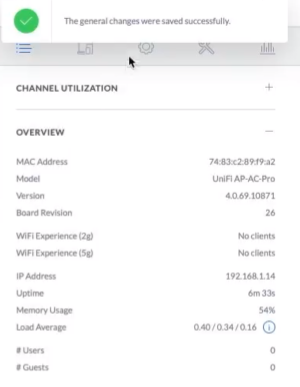 The general changes were saved successfully.
CHANNEL UTILIZATION +
OVERVIEW −
MAC Address 74:83:c2:89:f9:a2
Model UniFi AP-AC-Pro
Version 4.0.69.10871
Board Revision 26
WiFi Experience (2g) No clients
WiFi Experience (5g) No clients
IP Address 192.168.1.14
Uptime 6m 33s
Memory Usage 54%
Load Average 0.40 / 0.34 / 0.16 i
# Users 0
# Guests 0